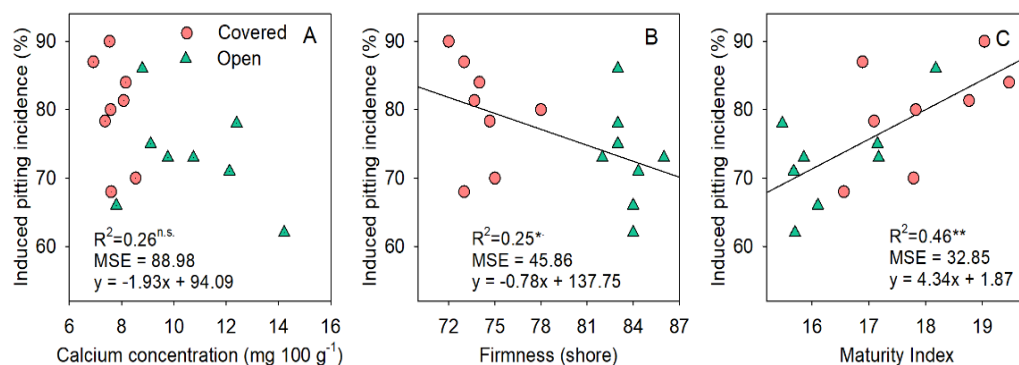 Covered
Open
A
Induced pitting incidence (%)
90
80
70
60
R²=0.26ⁿ·ˢ·
MSE = 88.98
y = -1.93x + 94.09
6 8 10 12 14 16
Calcium concentration (mg 100 g⁻¹)
B
Induced pitting incidence (%)
90
80
70
60
R²=0.25*
MSE = 45.86
y = -0.78x + 137.75
72 75 78 81 84 87
Firmness (shore)
C
Induced pitting incidence (%)
90
80
70
60
R²=0.46**
MSE = 32.85
y = 4.34x + 1.87
16 17 18 19
Maturity Index